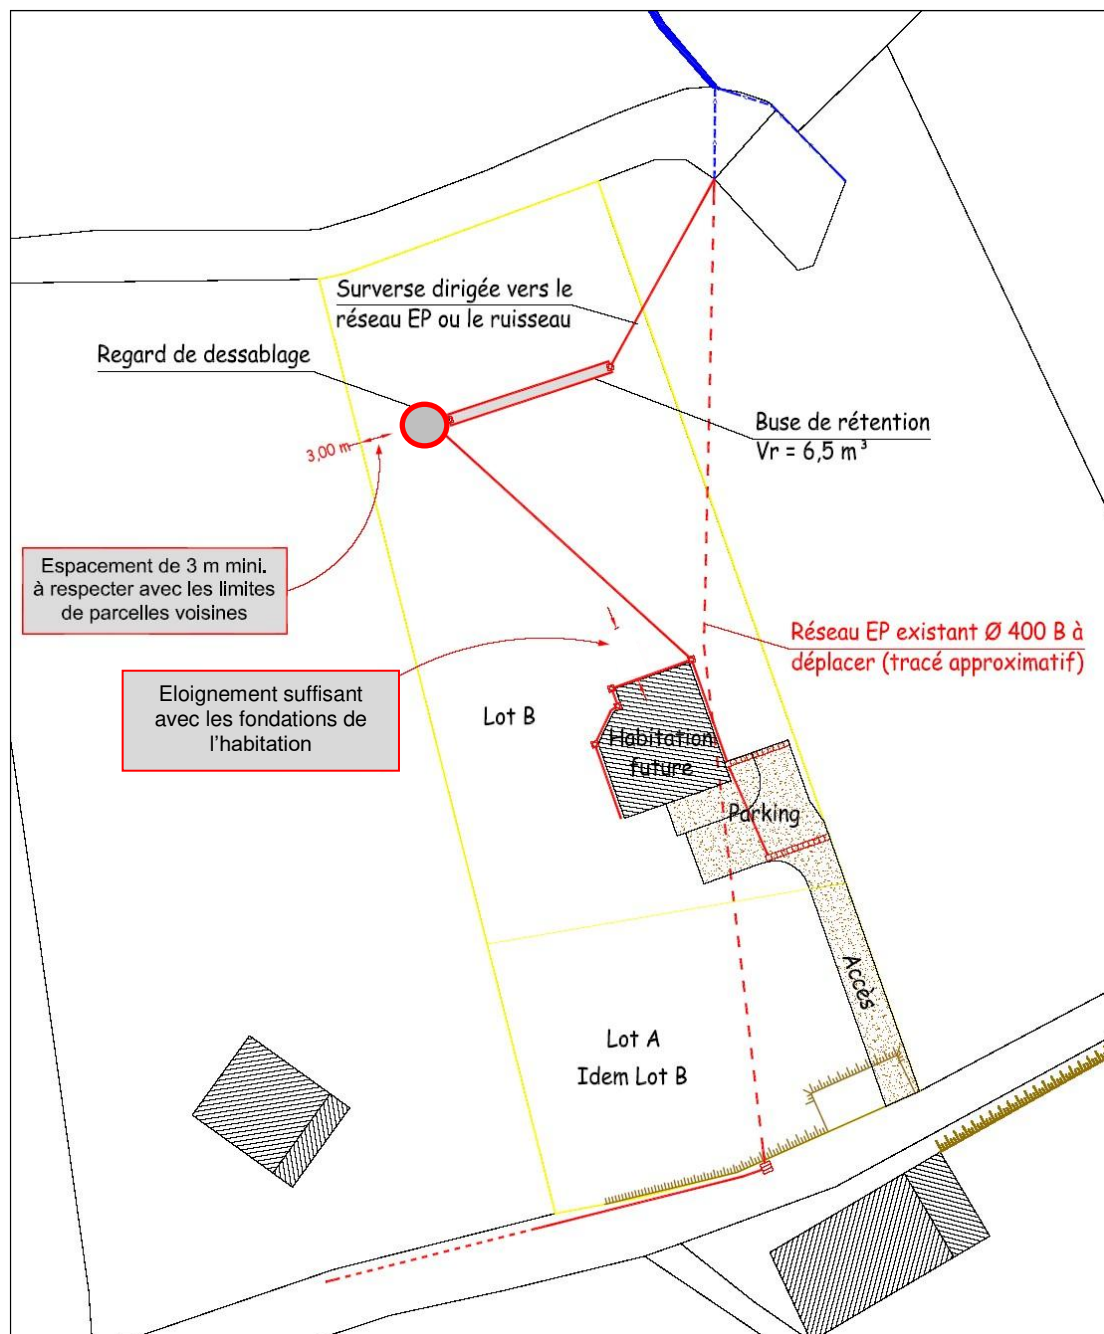 Surverse dirigée vers le
réseau EP ou le ruisseau
Regard de dessablage
Buse de rétention
Vr = 6,5 m³
3,00 m
Espacement de 3 m mini.
à respecter avec les limites
de parcelles voisines
Réseau EP existant Ø 400 B à
déplacer (tracé approximatif)
Eloignement suffisant
avec les fondations de
l'habitation
Lot B
Habitation
future
Parking
Accès
Lot A
Idem Lot B